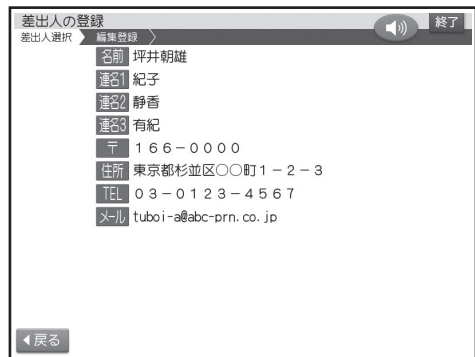 差出人の登録
終了
差出人選択 編集登録
名前 坪井朝雄
連名1 紀子
連名2 静香
連名3 有紀
〒 166-0000
住所 東京都杉並区○○町1-2-3
TEL 03-0123-4567
メール tuboi-a@abc-prn.co.jp
戻る